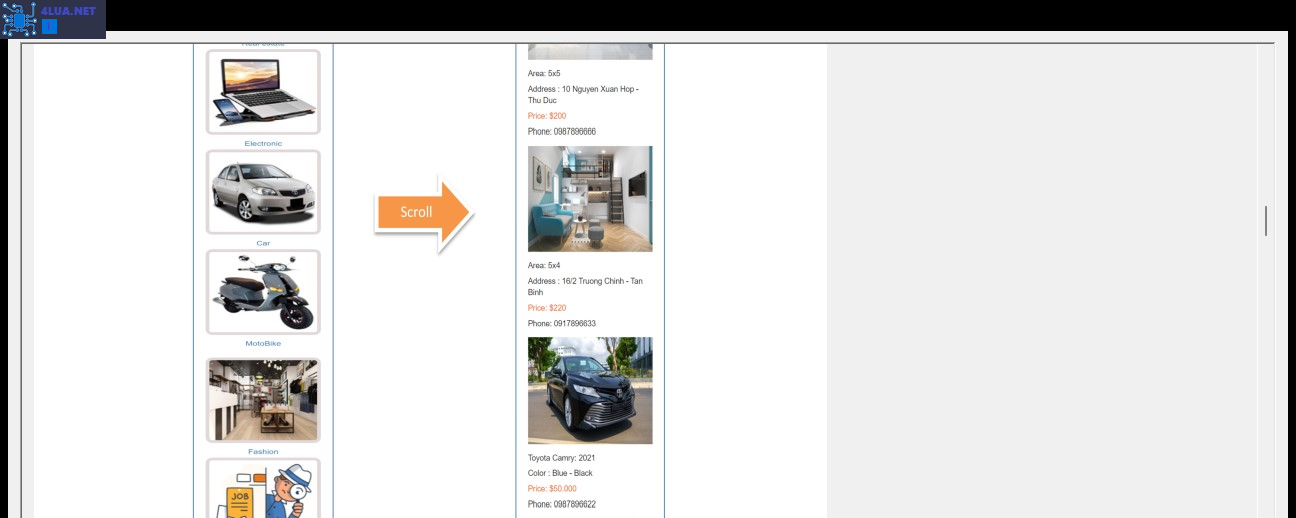 4LUA.NET
Real estate
Electronic
Car
MotoBike
Fashion
JOB
Scroll
Area: 5x5
Address : 10 Nguyen Xuan Hop -
Thu Duc
Price: $200
Phone: 0987896666
Area: 5x4
Address : 16/2 Truong Chinh - Tan
Binh
Price: $220
Phone: 0917896633
Toyota Camry: 2021
Color : Blue - Black
Price: $50.000
Phone: 0987896622